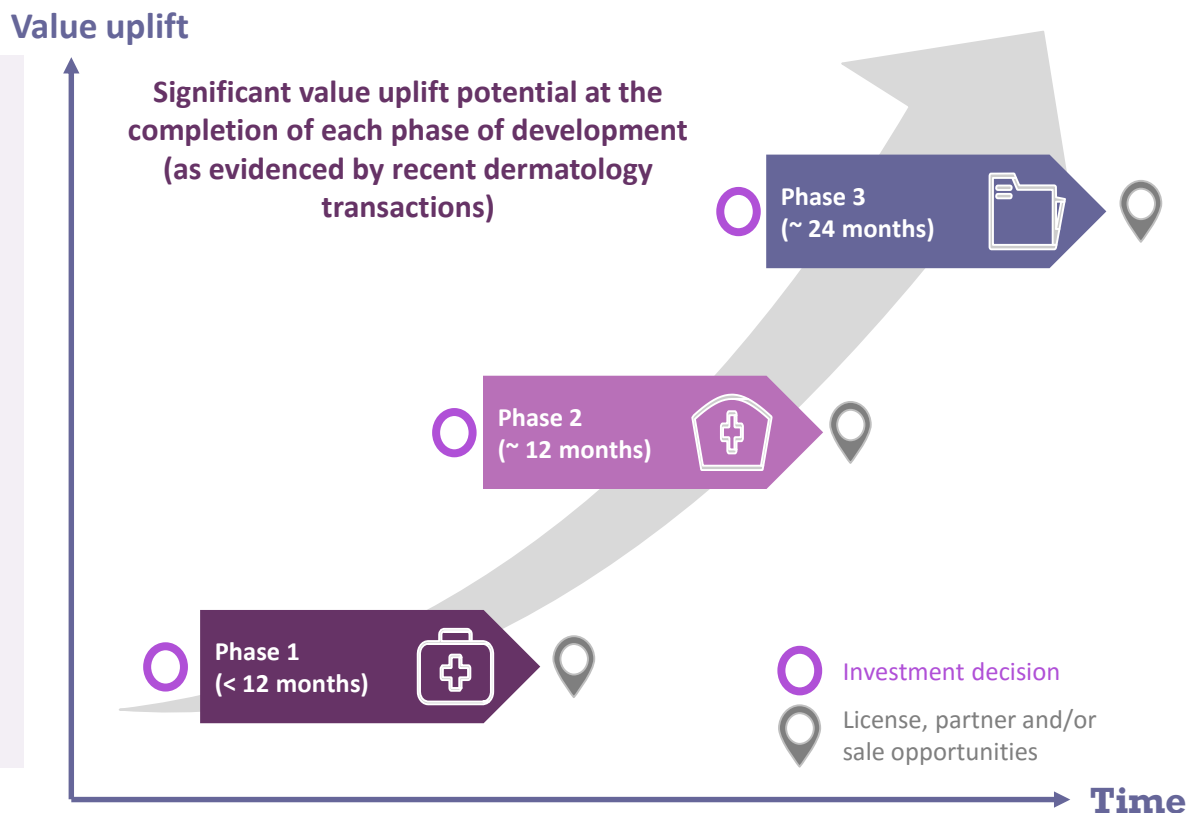 Value uplift
Significant value uplift potential at the
completion of each phase of development
(as evidenced by recent dermatology
transactions)
Phase 3
(~ 24 months)
Phase 2
(~ 12 months)
Phase 1
(< 12 months)
Investment decision
License, partner and/or
sale opportunities
Time